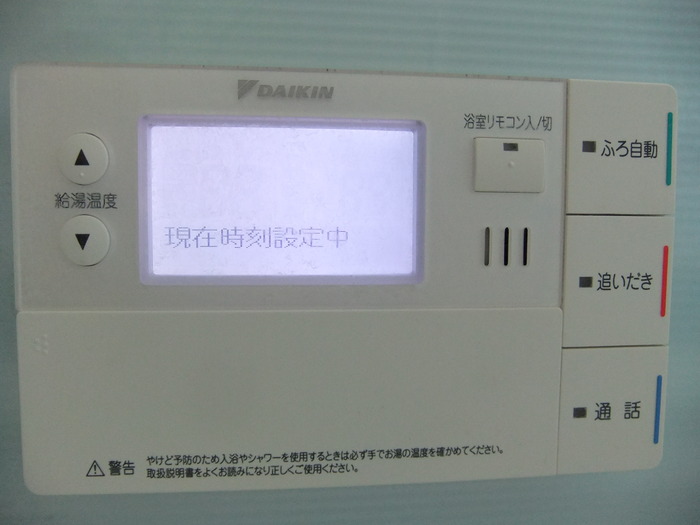 DAIKIN
浴室リモコン入/切
▲
給湯温度
▼
現在時刻設定中
ふろ自動
追いだき
通話
警告 やけど予防のため入浴やシャワーを使用するときは必ず手でお湯の温度を確かめてください。
取扱説明書をよくお読みになり正しくご使用ください。